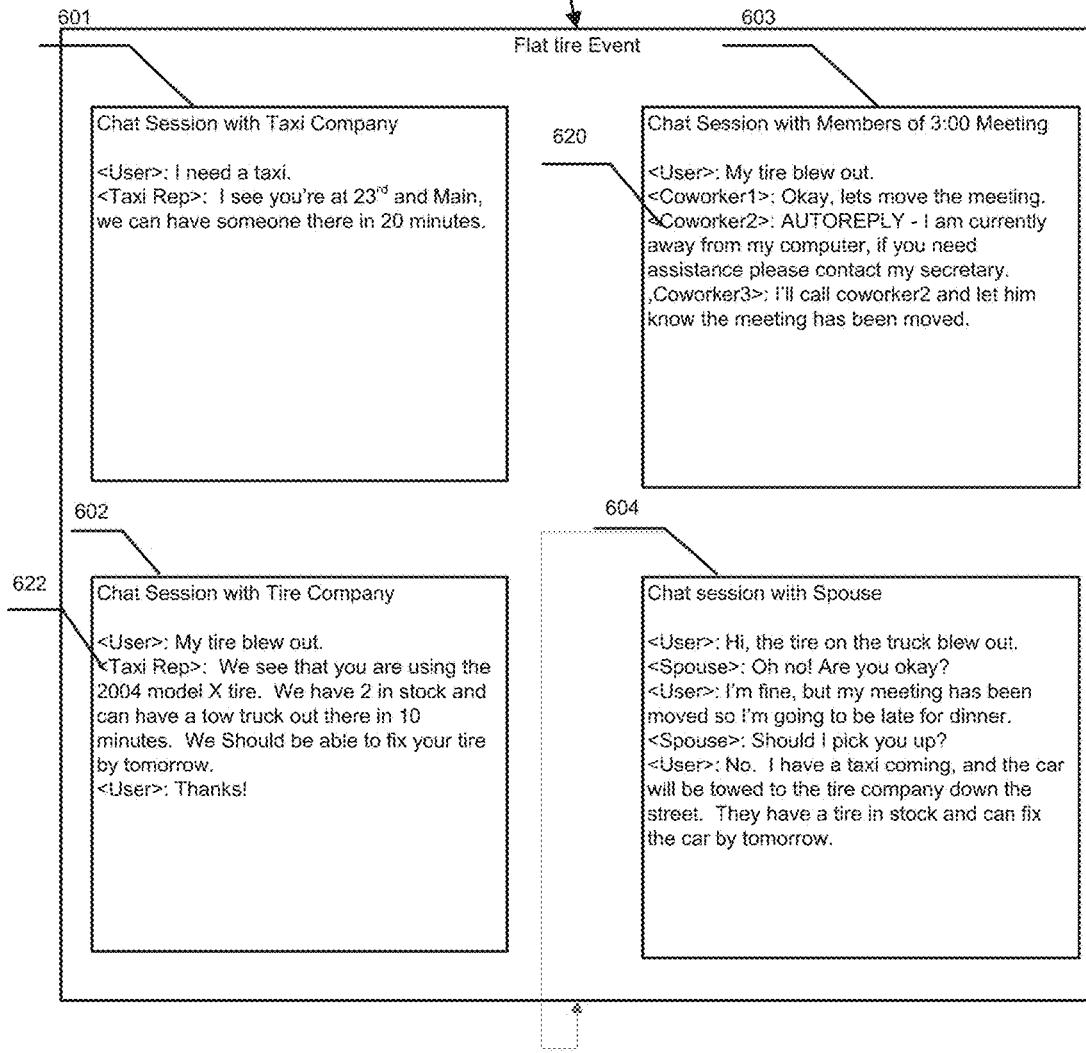 601
603
Flat tire Event
Chat Session with Taxi Company
<User>: I need a taxi.
<Taxi Rep>: I see you're at 23rd and Main,
we can have someone there in 20 minutes.
620
Chat Session with Members of 3:00 Meeting
<User>: My tire blew out.
<Coworker1>: Okay, lets move the meeting.
<Coworker2>: AUTOREPLY - I am currently
away from my computer, if you need
assistance please contact my secretary.
,Coworker3>: I'll call coworker2 and let him
know the meeting has been moved.
602
622
Chat Session with Tire Company
<User>: My tire blew out.
<Taxi Rep>: We see that you are using the
2004 model X tire. We have 2 in stock and
can have a tow truck out there in 10
minutes. We Should be able to fix your tire
by tomorrow.
<User>: Thanks!
604
Chat session with Spouse
<User>: Hi, the tire on the truck blew out.
<Spouse>: Oh no! Are you okay?
<User>: I'm fine, but my meeting has been
moved so I'm going to be late for dinner.
<Spouse>: Should I pick you up?
<User>: No. I have a taxi coming, and the car
will be towed to the tire company down the
street. They have a tire in stock and can fix
the car by tomorrow.